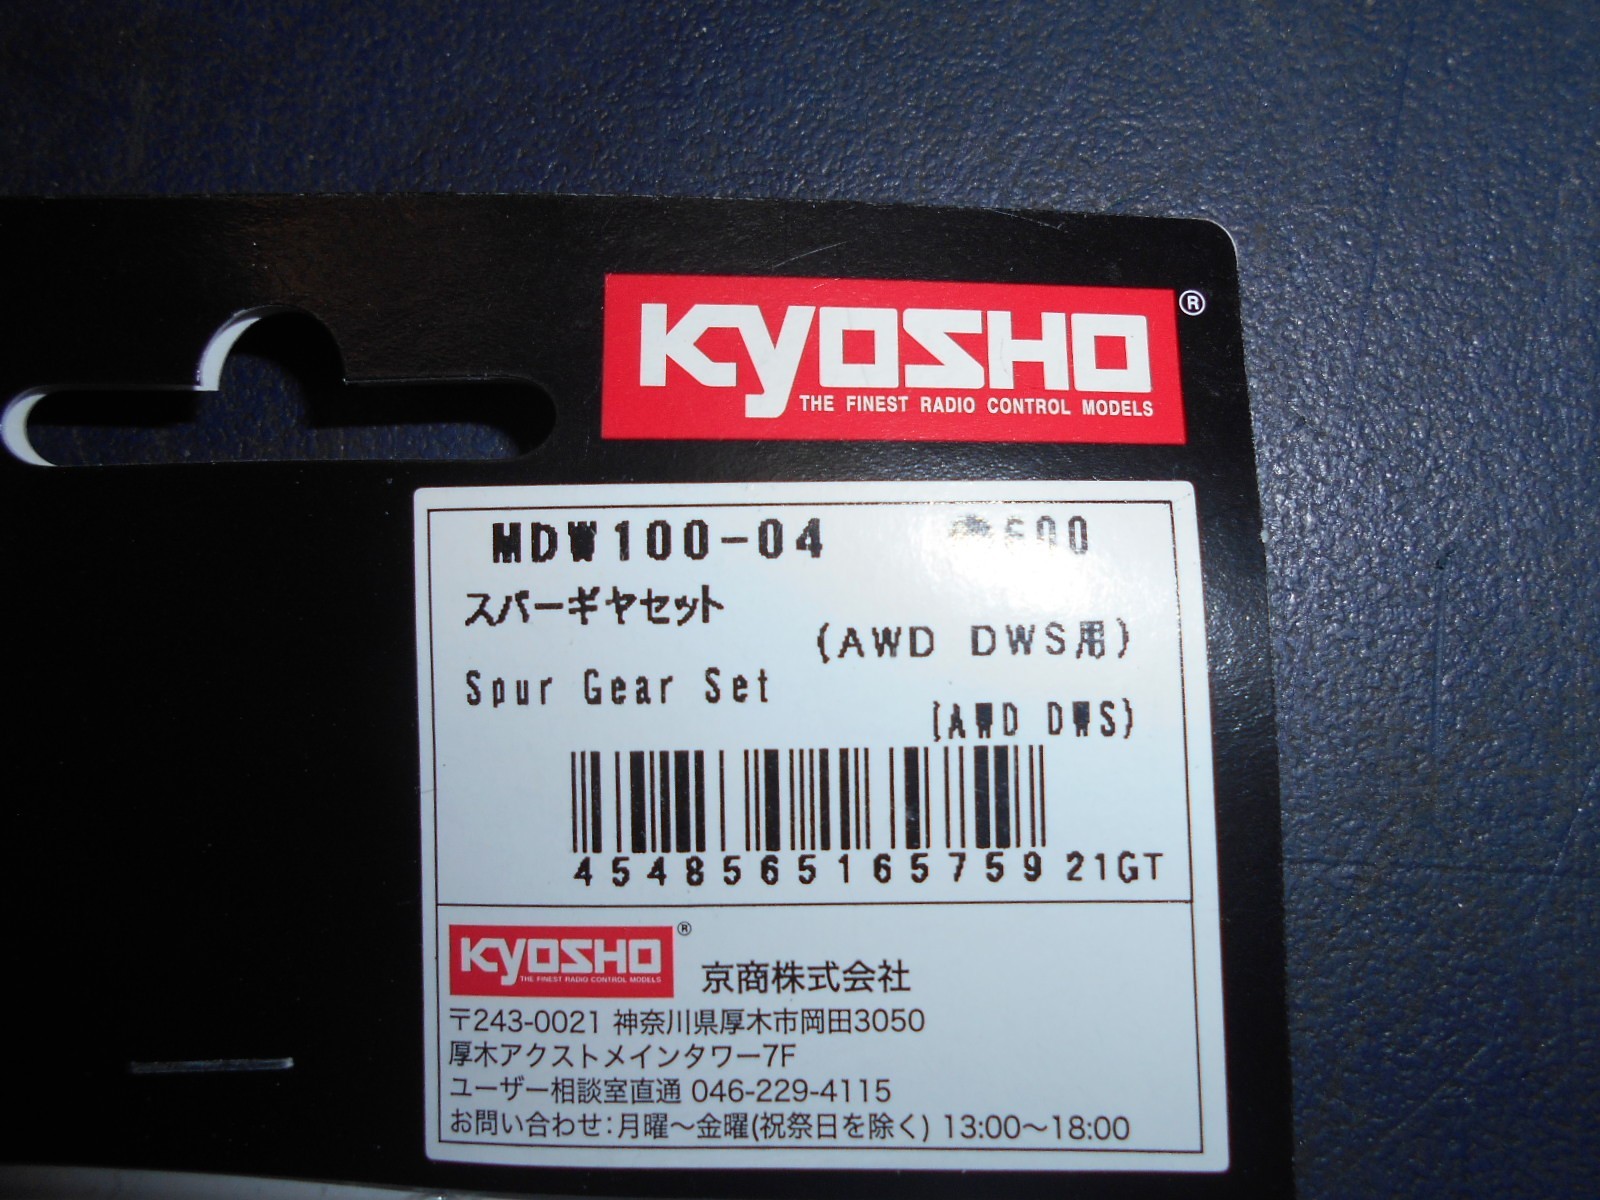 KYOSHO®
THE FINEST RADIO CONTROL MODELS
MDW100-04 600
スパーギヤセット
(AWD DWS用)
Spur Gear Set
(AWD DWS)
4548565165759 21GT
KYOSHO®
THE FINEST RADIO CONTROL MODELS
京商株式会社
〒243-0021 神奈川県厚木市岡田3050
厚木アクストメインタワー7F
ユーザー相談室直通 046-229-4115
お問い合わせ:月曜〜金曜(祝祭日を除く) 13:00〜18:00